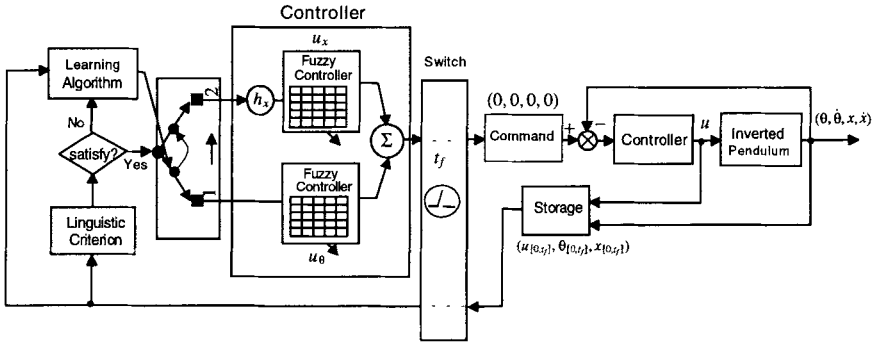 Controller
Learning
Algorithm
No
satisfy?
Yes
Linguistic
Criterion
2
1
u_x
Fuzzy
Controller
h_x
Σ
Fuzzy
Controller
u_θ
Switch
t_f
(0, 0, 0, 0)
Command
+
−
Controller
u
Inverted
Pendulum
(θ, θ̇, x, ẋ)
Storage
(u_[0,t_f], θ_[0,t_f], x_[0,t_f])